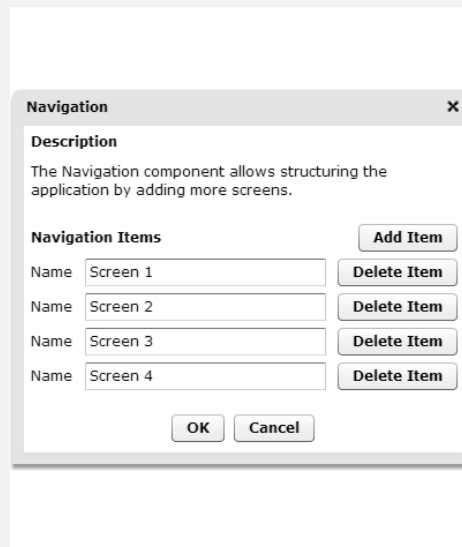 Navigation
Description
The Navigation component allows structuring the
application by adding more screens.
Navigation Items Add Item
Name Screen 1 Delete Item
Name Screen 2 Delete Item
Name Screen 3 Delete Item
Name Screen 4 Delete Item
OK Cancel